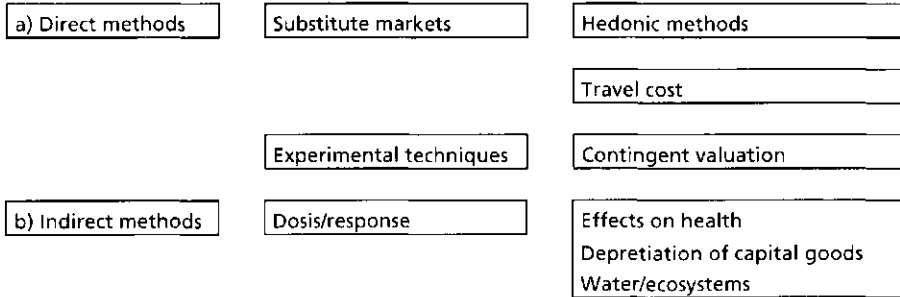 a) Direct methods
Substitute markets
Hedonic methods
Travel cost
Experimental techniques
Contingent valuation
b) Indirect methods
Dosis/response
Effects on health
Depretiation of capital goods
Water/ecosystems